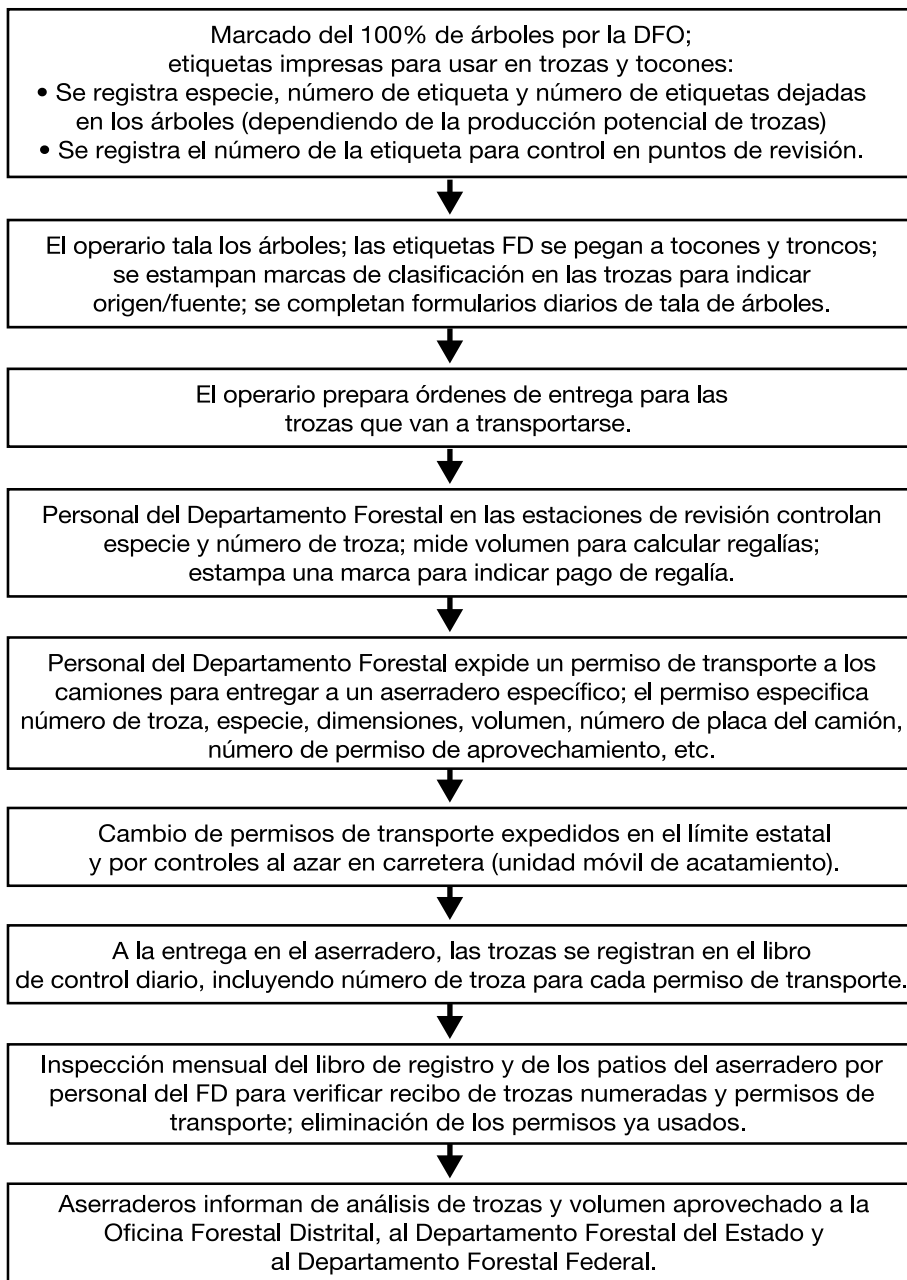 Marcado del 100% de árboles por la DFO;
etiquetas impresas para usar en trozas y tocones:
• Se registra especie, número de etiqueta y número de etiquetas dejadas
en los árboles (dependiendo de la producción potencial de trozas)
• Se registra el número de la etiqueta para control en puntos de revisión.
El operario tala los árboles; las etiquetas FD se pegan a tocones y troncos;
se estampan marcas de clasificación en las trozas para indicar
origen/fuente; se completan formularios diarios de tala de árboles.
El operario prepara órdenes de entrega para las
trozas que van a transportarse.
Personal del Departamento Forestal en las estaciones de revisión controlan
especie y número de troza; mide volumen para calcular regalías;
estampa una marca para indicar pago de regalía.
Personal del Departamento Forestal expide un permiso de transporte a los
camiones para entregar a un aserradero específico; el permiso especifica
número de troza, especie, dimensiones, volumen, número de placa del camión,
número de permiso de aprovechamiento, etc.
Cambio de permisos de transporte expedidos en el límite estatal
y por controles al azar en carretera (unidad móvil de acatamiento).
A la entrega en el aserradero, las trozas se registran en el libro
de control diario, incluyendo número de troza para cada permiso de transporte.
Inspección mensual del libro de registro y de los patios del aserradero por
personal del FD para verificar recibo de trozas numeradas y permisos de
transporte; eliminación de los permisos ya usados.
Aserraderos informan de análisis de trozas y volumen aprovechado a la
Oficina Forestal Distrital, al Departamento Forestal del Estado y
al Departamento Forestal Federal.